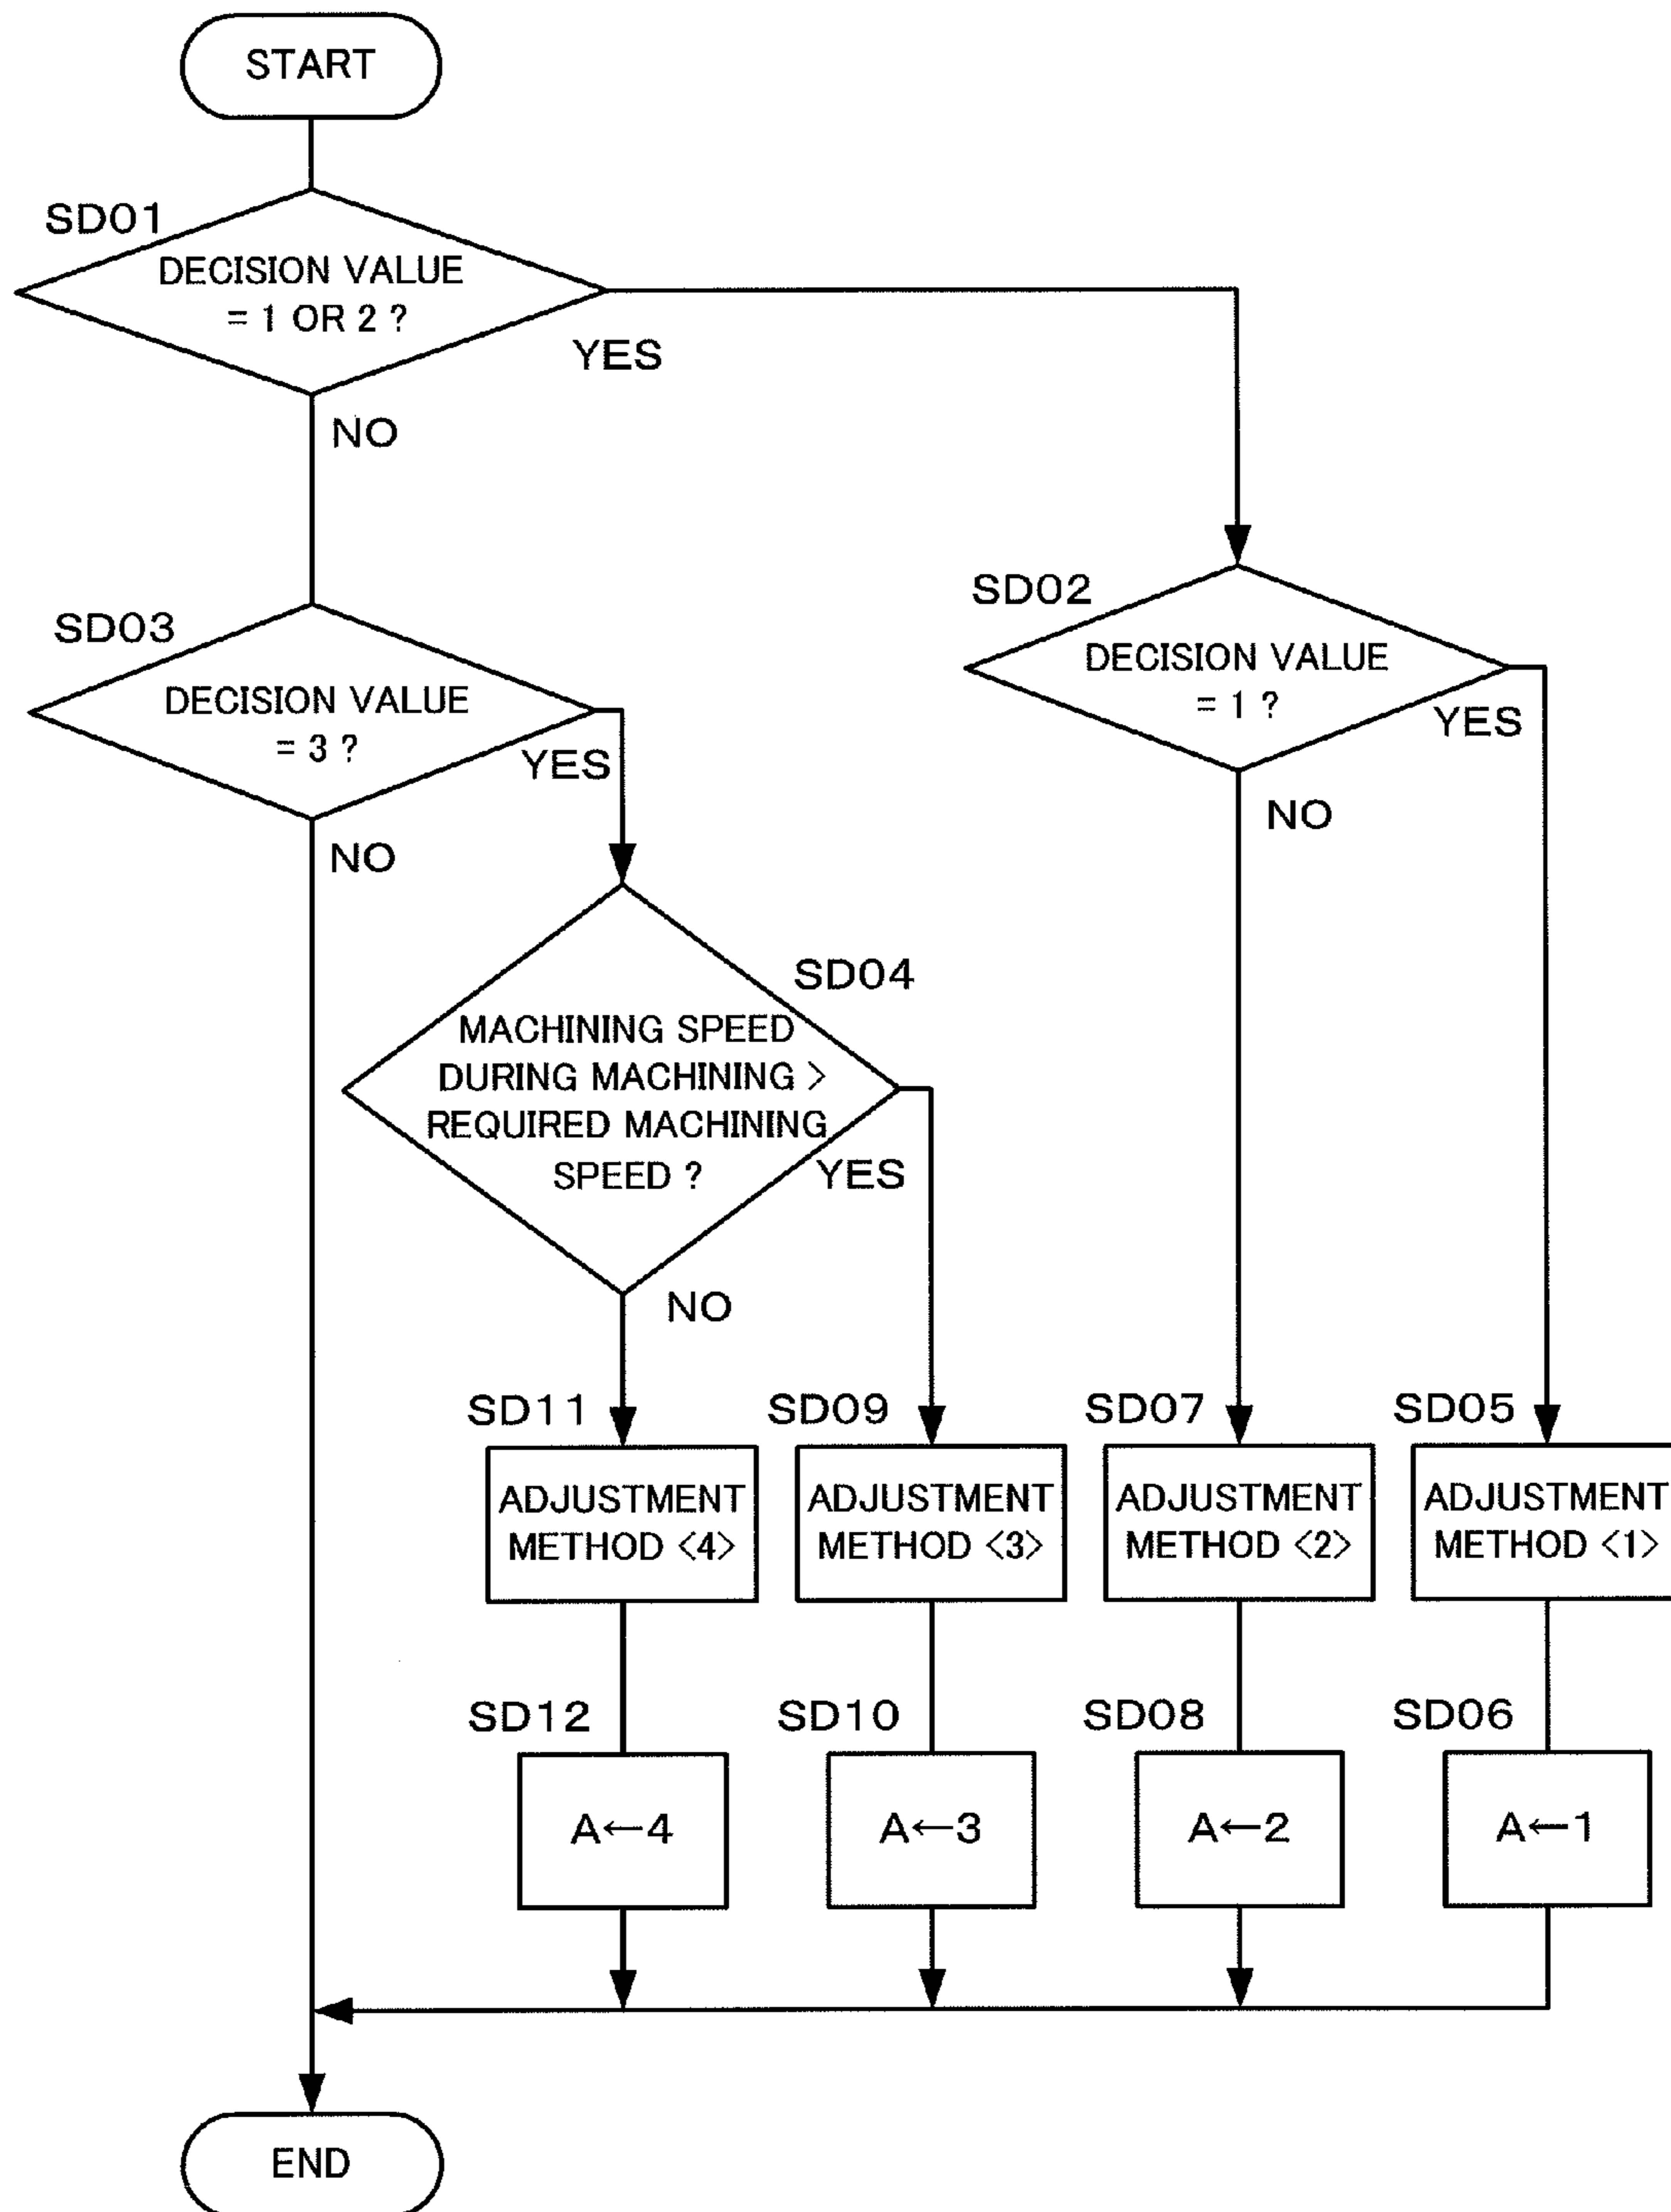 START
SD01
DECISION VALUE
= 1 OR 2 ?
YES
NO
SD02
DECISION VALUE
= 1 ?
YES
NO
SD03
DECISION VALUE
= 3 ?
YES
NO
SD04
MACHINING SPEED
DURING MACHINING >
REQUIRED MACHINING
SPEED ?
YES
NO
SD11
SD09
SD07
SD05
ADJUSTMENT
METHOD <4>
ADJUSTMENT
METHOD <3>
ADJUSTMENT
METHOD <2>
ADJUSTMENT
METHOD <1>
SD12
SD10
SD08
SD06
A←4
A←3
A←2
A←1
END